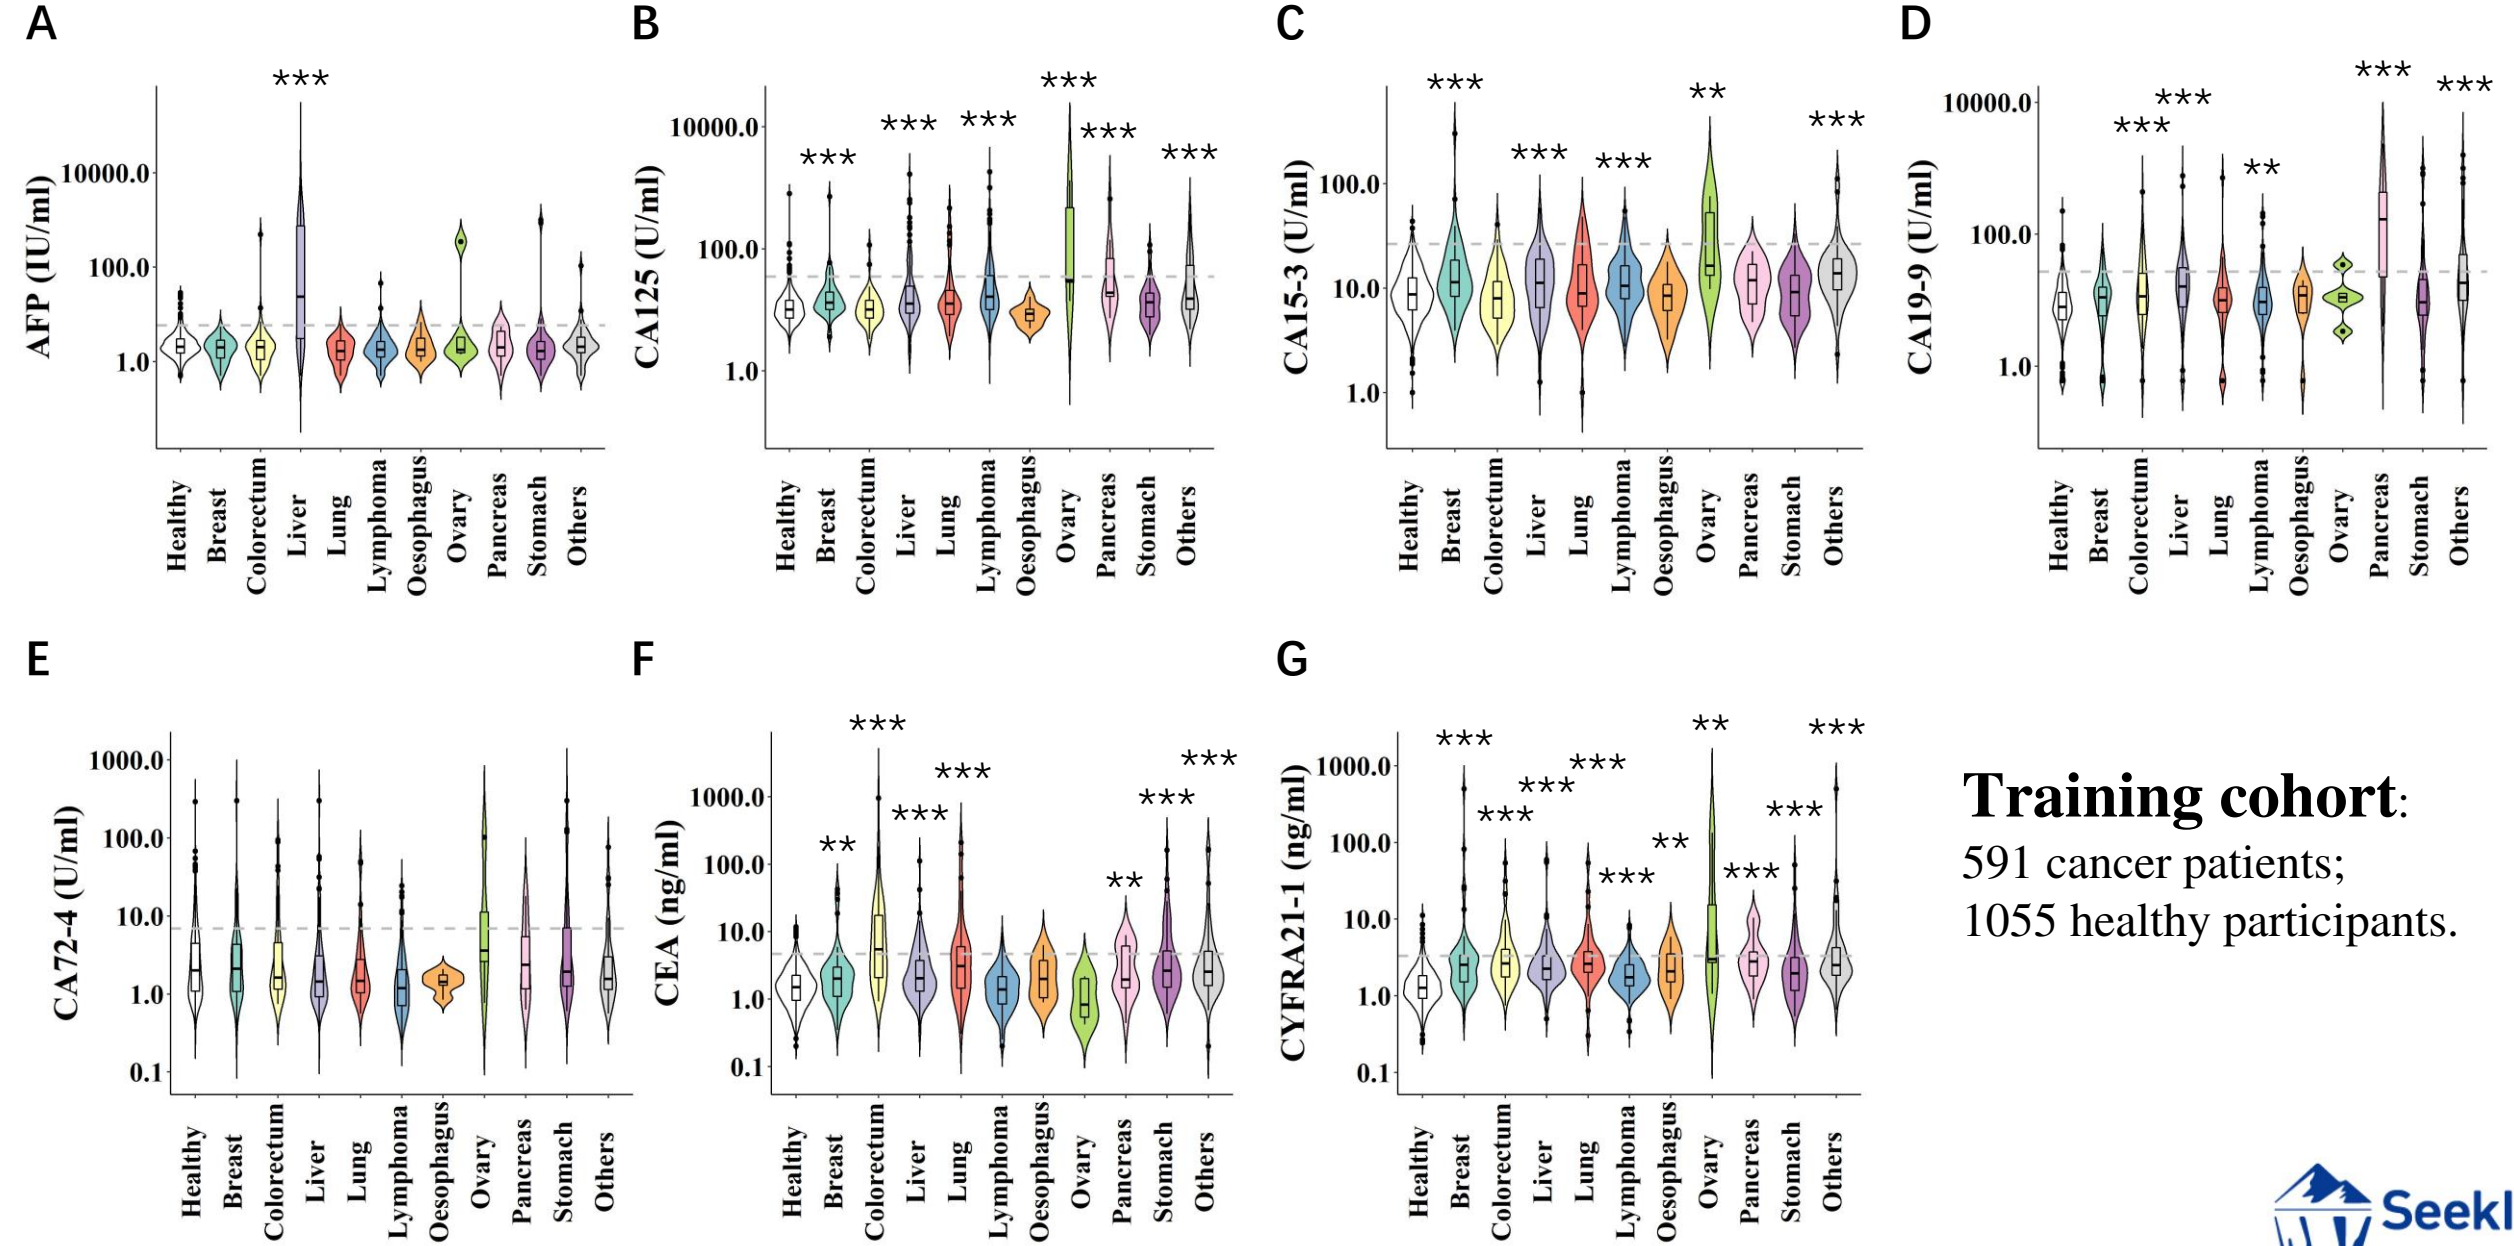 A
B
C
D
***
AFP (IU/ml)
10000.0
100.0
1.0
Healthy
Breast
Colorectum
Liver
Lung
Lymphoma
Oesophagus
Ovary
Pancreas
Stomach
Others
***
***
***
***
***
***
CA125 (U/ml)
10000.0
100.0
1.0
Healthy
Breast
Colorectum
Liver
Lung
Lymphoma
Oesophagus
Ovary
Pancreas
Stomach
Others
***
***
***
**
***
CA15-3 (U/ml)
100.0
10.0
1.0
Healthy
Breast
Colorectum
Liver
Lung
Lymphoma
Oesophagus
Ovary
Pancreas
Stomach
Others
***
***
**
***
***
CA19-9 (U/ml)
10000.0
100.0
1.0
Healthy
Breast
Colorectum
Liver
Lung
Lymphoma
Oesophagus
Ovary
Pancreas
Stomach
Others
E
F
G
CA72-4 (U/ml)
1000.0
100.0
10.0
1.0
0.1
Healthy
Breast
Colorectum
Liver
Lung
Lymphoma
Oesophagus
Ovary
Pancreas
Stomach
Others
**
***
***
***
**
***
***
CEA (ng/ml)
1000.0
100.0
10.0
1.0
0.1
Healthy
Breast
Colorectum
Liver
Lung
Lymphoma
Oesophagus
Ovary
Pancreas
Stomach
Others
***
***
***
***
***
**
**
***
***
***
CYFRA21-1 (ng/ml)
1000.0
100.0
10.0
1.0
0.1
Healthy
Breast
Colorectum
Liver
Lung
Lymphoma
Oesophagus
Ovary
Pancreas
Stomach
Others
Training cohort:
591 cancer patients;
1055 healthy participants.
Seekl